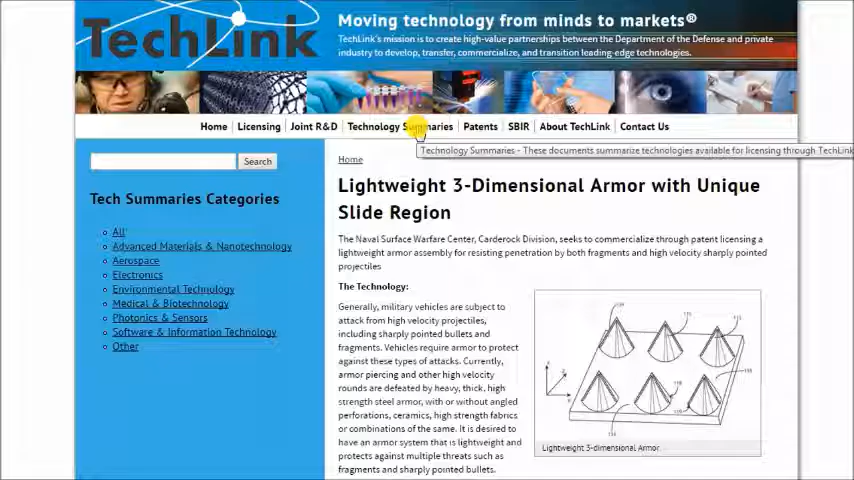 TechLink
Moving technology from minds to markets®
TechLink's mission is to create high-value partnerships between the Department of the Defense and private
industry to develop, transfer, commercialize, and transition leading-edge technologies.
Home Licensing Joint R&D Technology Summaries Patents SBIR About TechLink Contact Us
Technology Summaries - These documents summarize technologies available for licensing through TechLink
Search
Home
Tech Summaries Categories
All
Advanced Materials & Nanotechnology
Aerospace
Electronics
Environmental Technology
Medical & Biotechnology
Photonics & Sensors
Software & Information Technology
Other
Lightweight 3-Dimensional Armor with Unique
Slide Region
The Naval Surface Warfare Center, Carderock Division, seeks to commercialize through patent licensing a
lightweight armor assembly for resisting penetration by both fragments and high velocity sharply pointed
projectiles
The Technology:
Generally, military vehicles are subject to
attack from high velocity projectiles,
including sharply pointed bullets and
fragments. Vehicles require armor to protect
against these types of attacks. Currently,
armor piercing and other high velocity
rounds are defeated by heavy, thick, high
strength steel armor, with or without angled
perforations, ceramics, high strength fabrics
or combinations of the same. It is desired to
have an armor system that is lightweight and
protects against multiple threats such as
fragments and sharply pointed bullets.
Lightweight 3-dimensional Armor